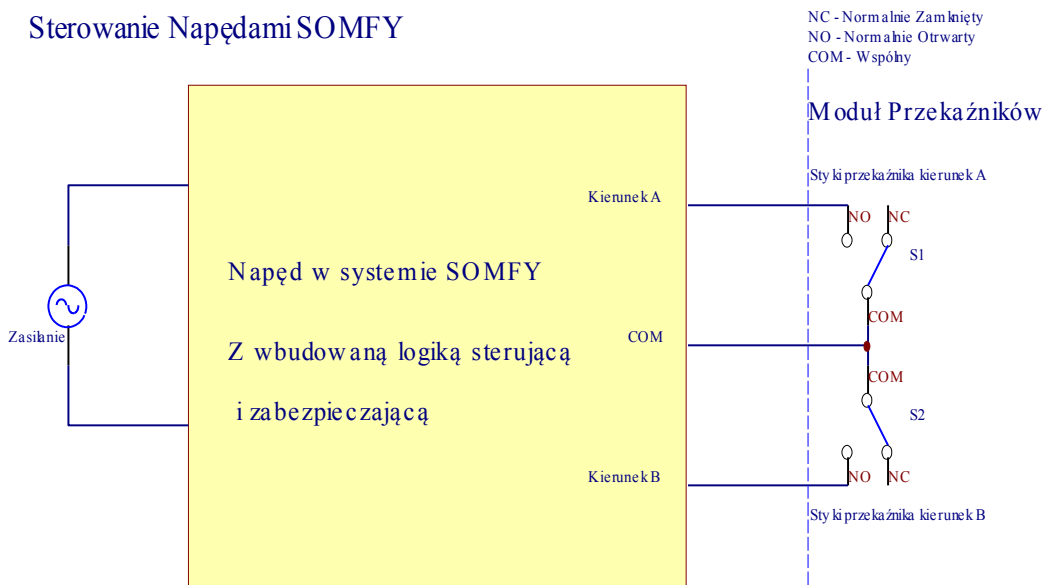 Sterowanie Napędami SOMFY
NC - Normalnie Zamknięty
NO - Normalnie Otrwarty
COM - Wspólny
Moduł Przekaźników
Styki przekaźnika kierunek A
Kierunek A
NO
NC
S1
Napęd w systemie SOMFY
COM
Zasilanie
Z wbudowaną logiką sterującą
COM
COM
i zabezpieczającą
S2
Kierunek B
NO
NC
Styki przekaźnika kierunek B